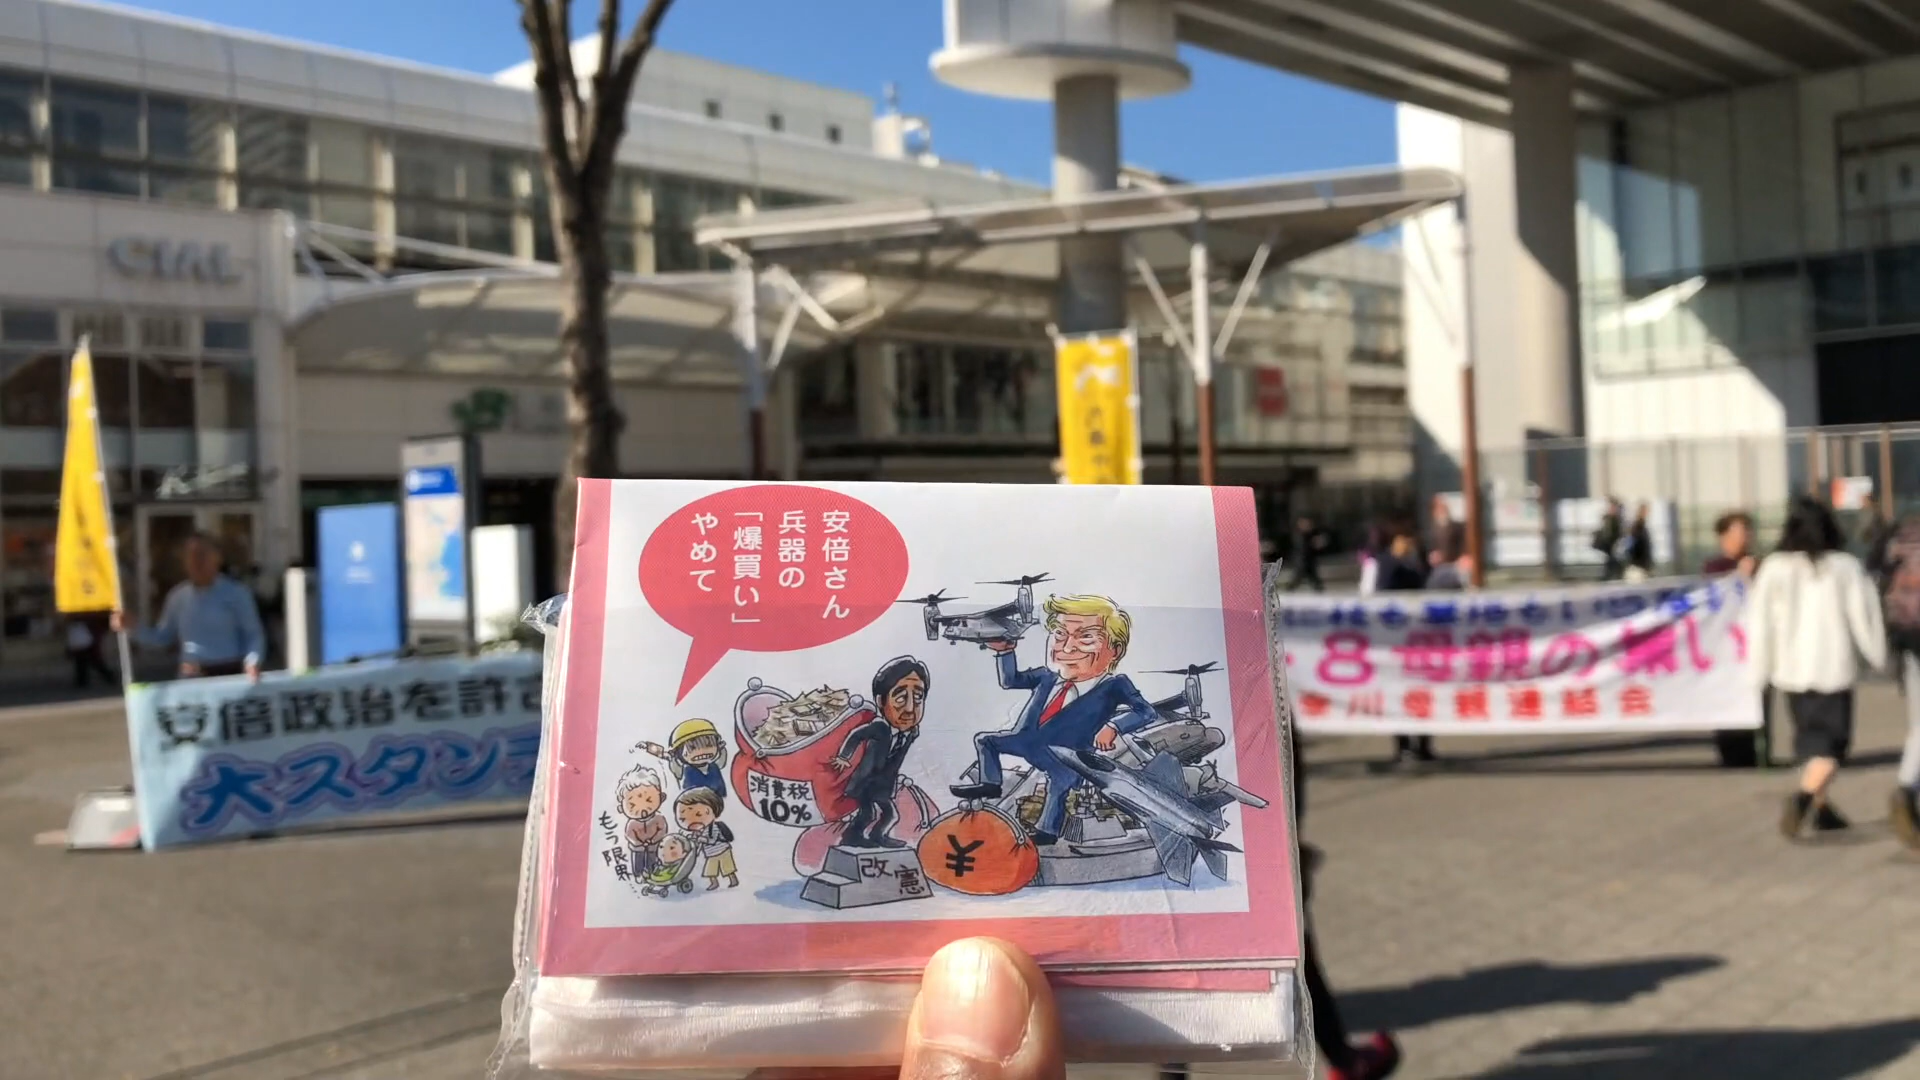 CIAL
安倍さん
兵器の
「爆買い」
やめて
もう限界
消費税
10%
改憲
¥
安倍政治を許さ
大スタン
8母親の集い
母親連絡会